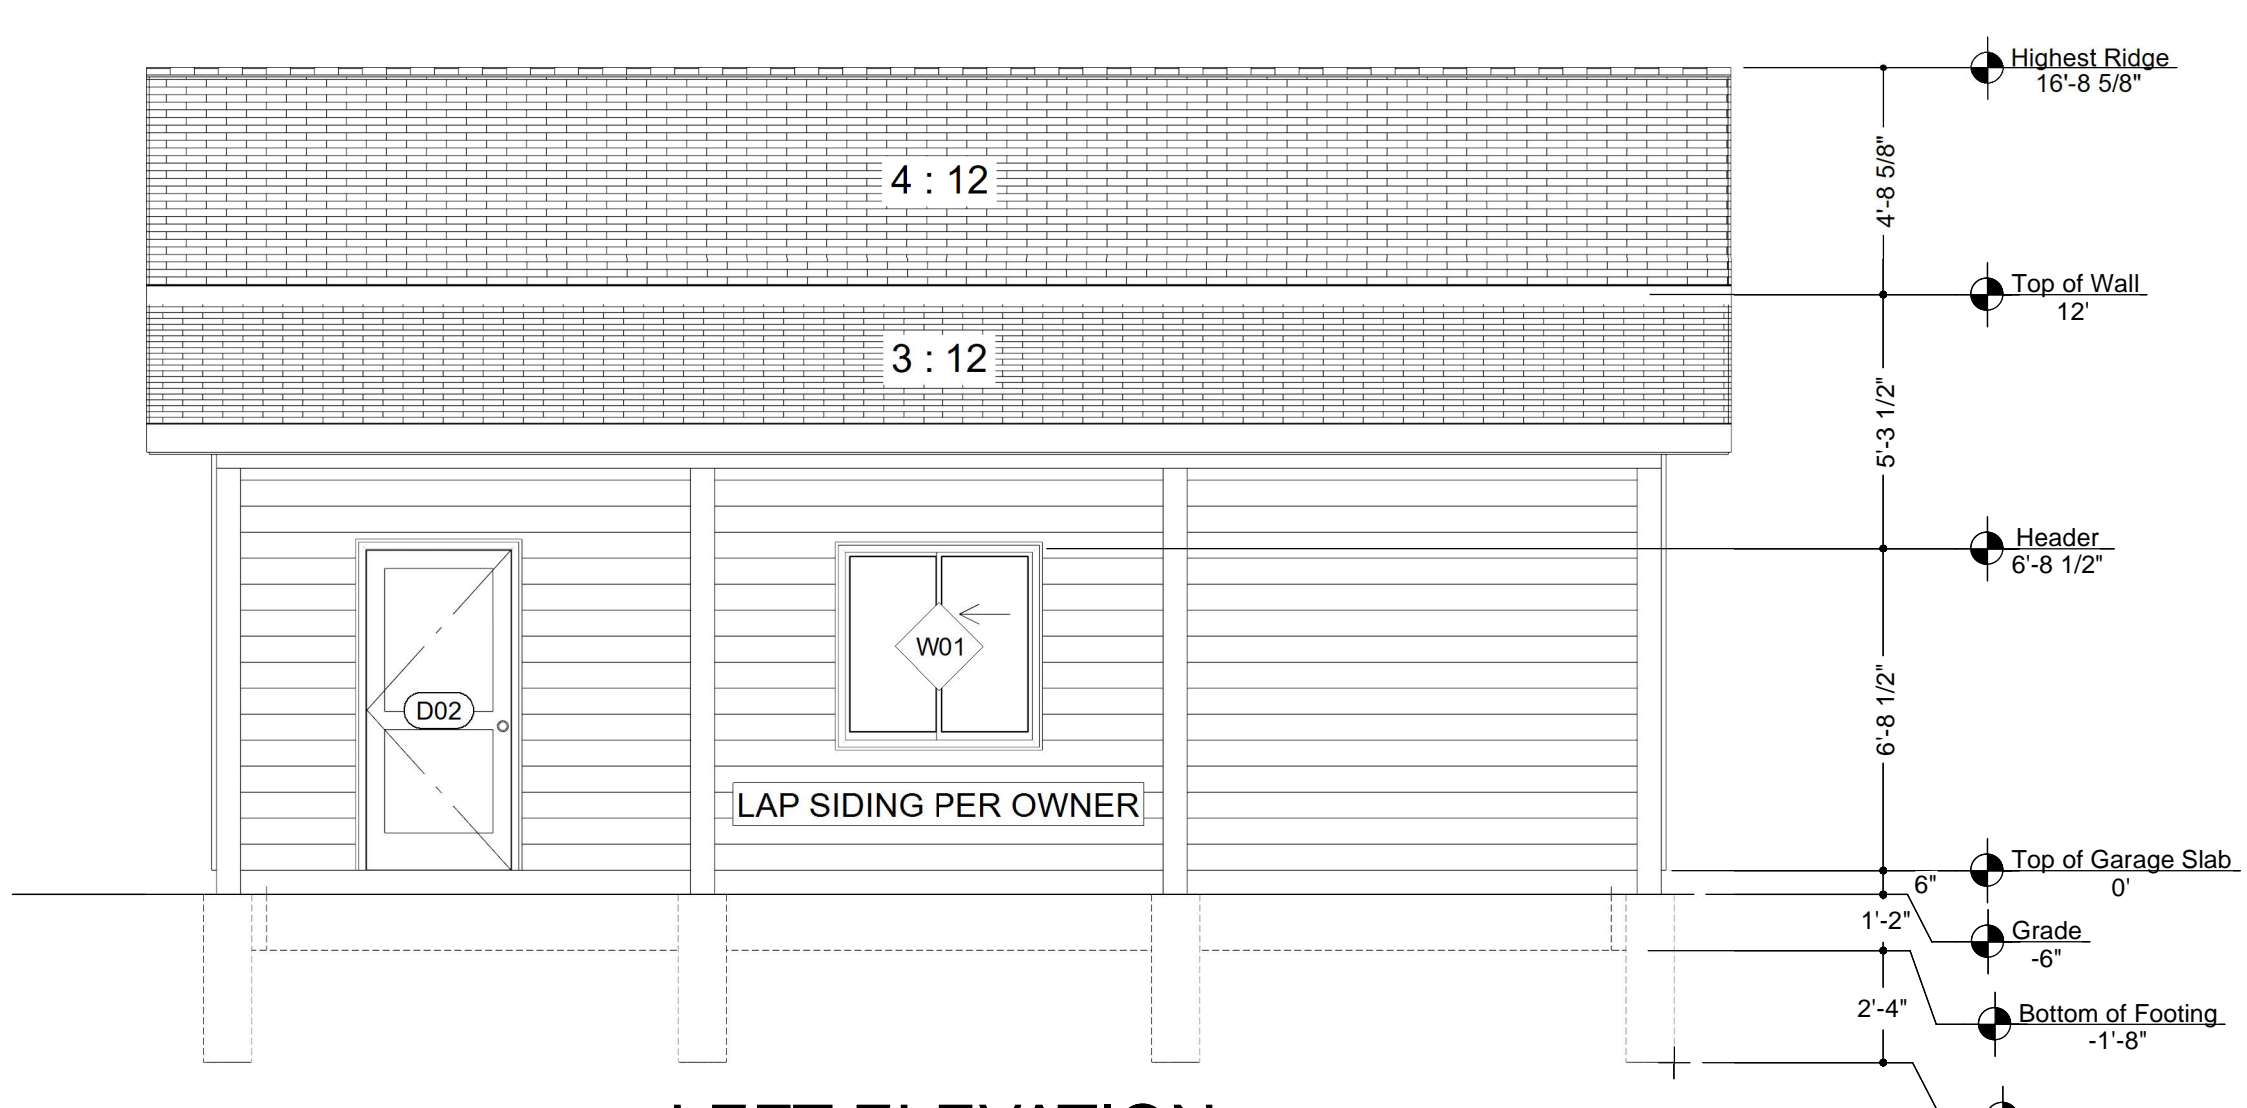 Highest Ridge
16'-8 5/8"
4'-8 5/8"
4 : 12
Top of Wall
12'
3 : 12
5'-3 1/2"
Header
6'-8 1/2"
W01
D02
6'-8 1/2"
LAP SIDING PER OWNER
Top of Garage Slab
0'
6"
1'-2"
Grade
-6"
2'-4"
Bottom of Footing
-1'-8"
LEFT ELEVATION